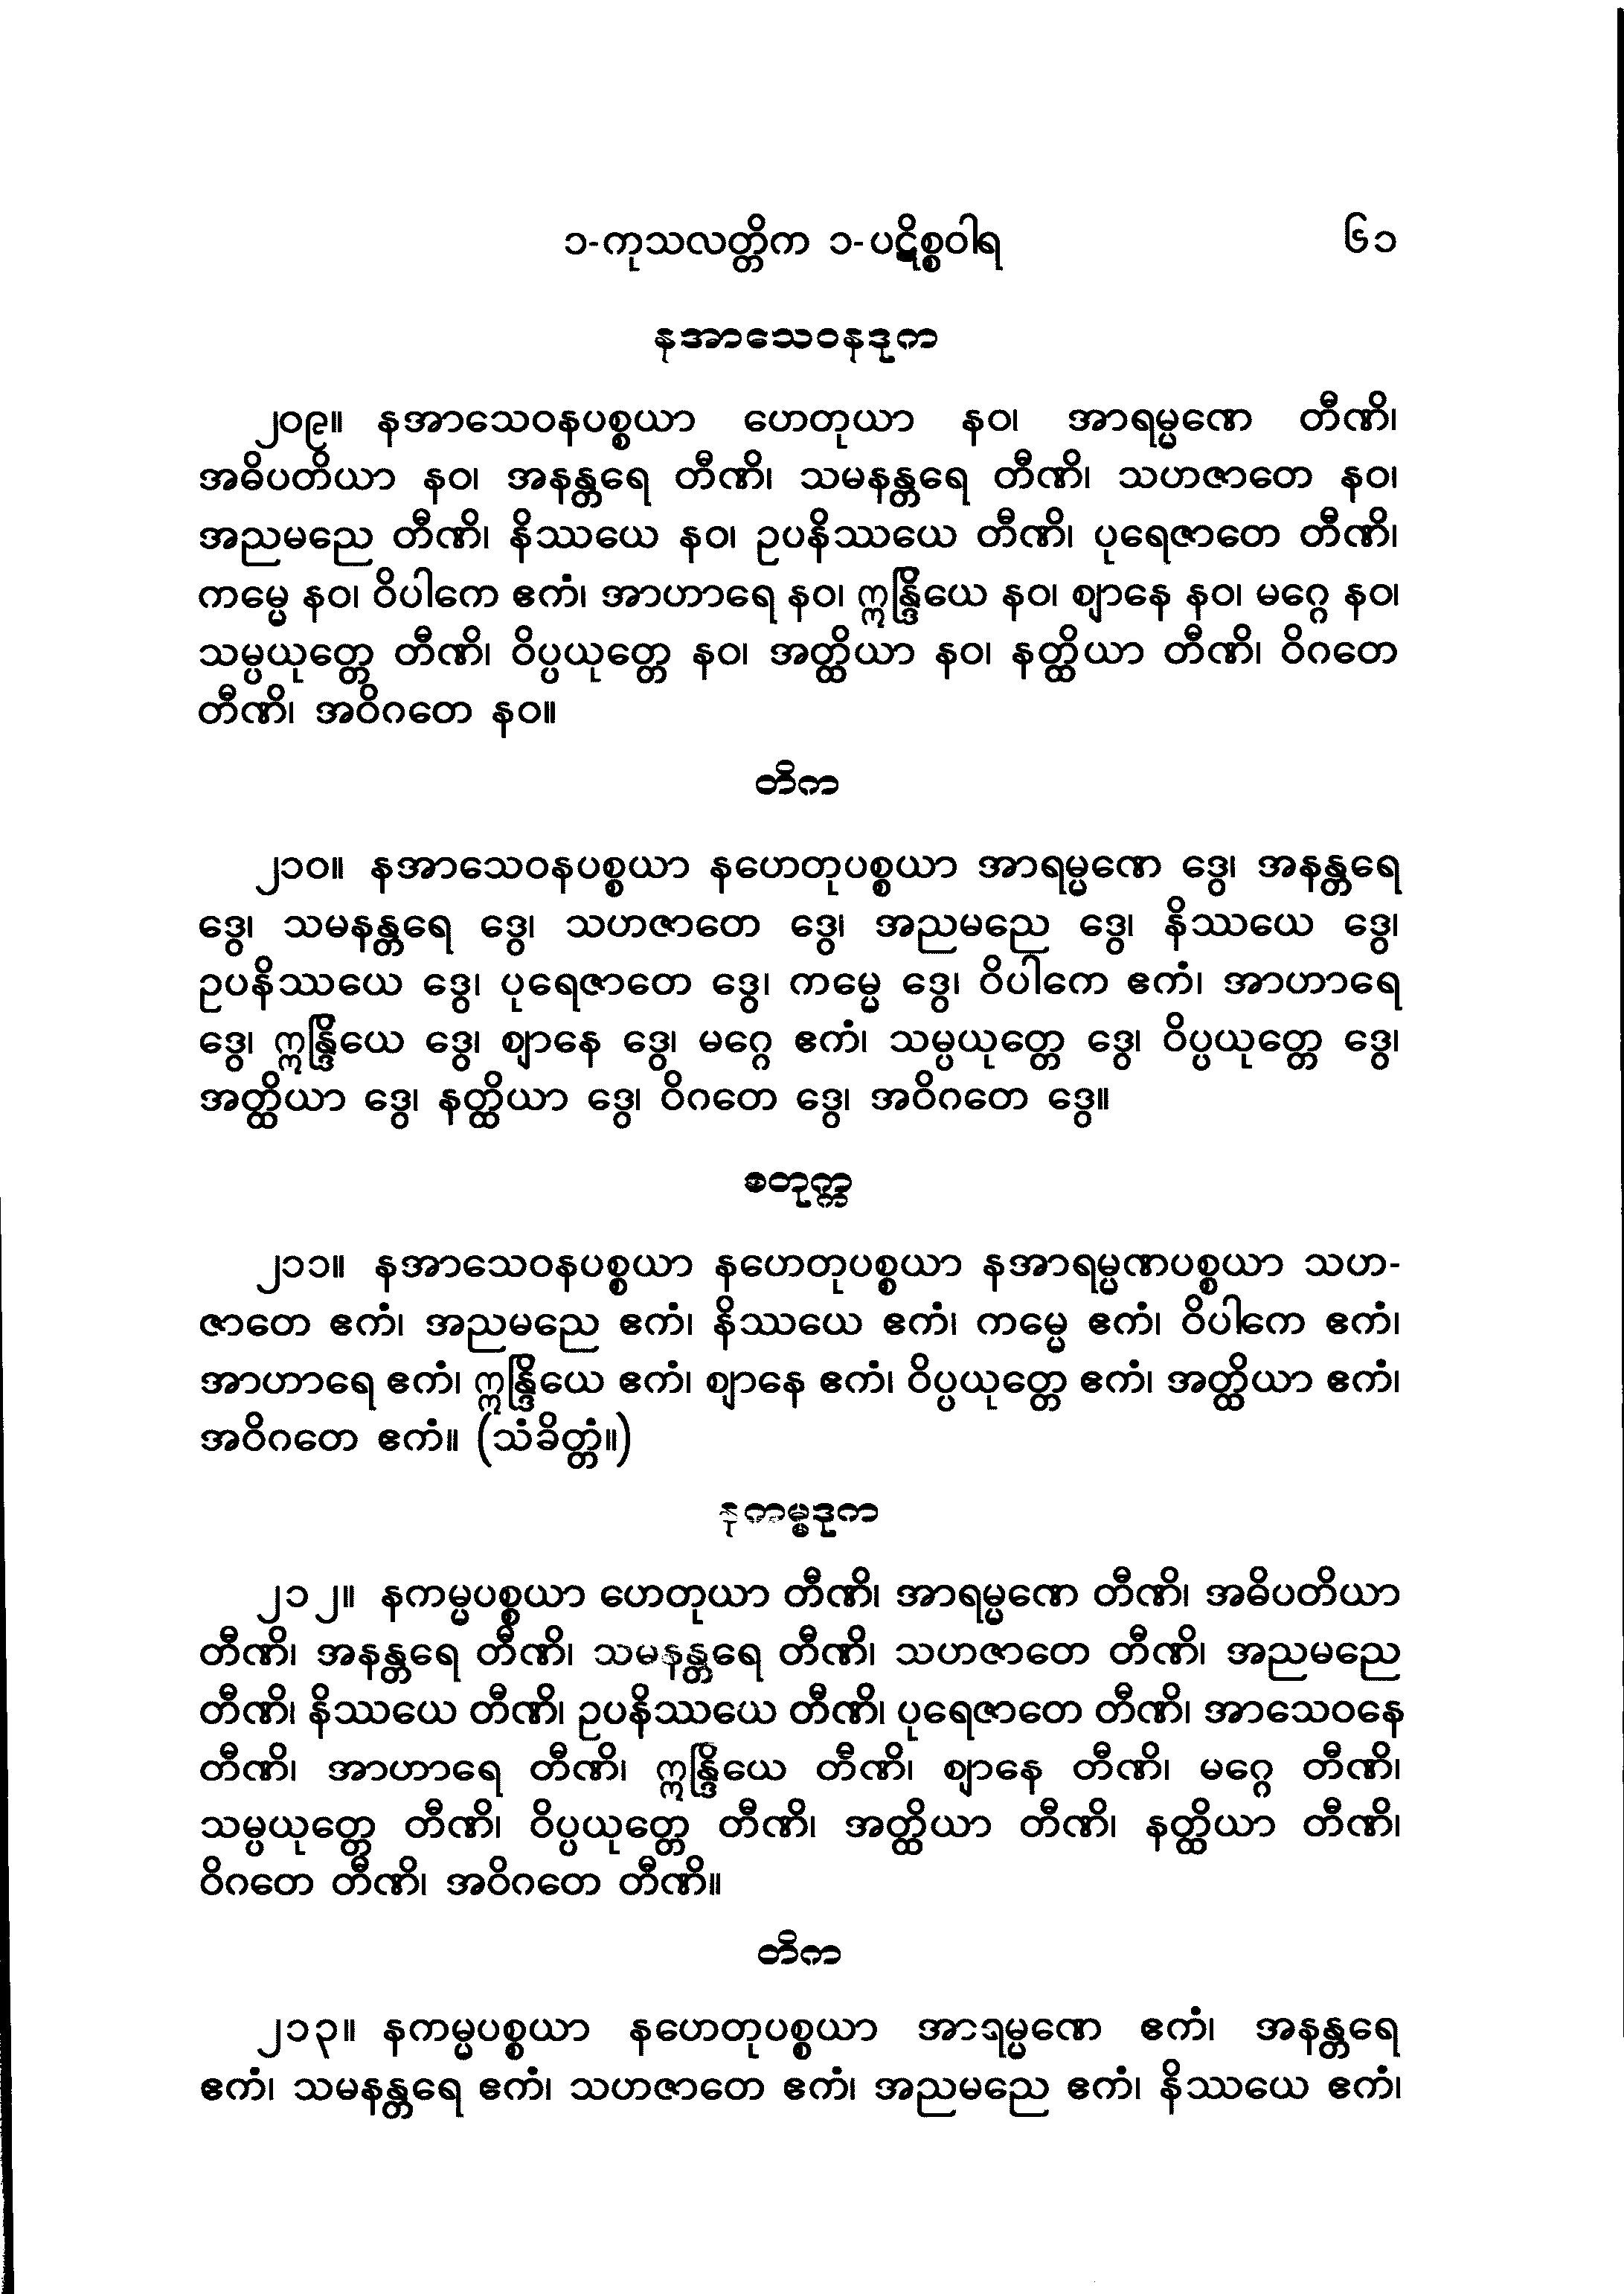 ၁-ကုသလတ္တိက ၁-ပဋိစ္စဝါရ ၆၁
နအာသေဝနဒုက
၂၀၉။ နအာသေဝနပစ္စယာ ဟေတုယာ နဝ၊ အာရမ္မဏေ တီဏိ၊
အဓိပတိယာ နဝ၊ အနန္တရေ တီဏိ၊ သမနန္တရေ တီဏိ၊ သဟဇာတေ နဝ၊
အညမညေ တီဏိ၊ နိဿယေ နဝ၊ ဥပနိဿယေ တီဏိ၊ ပုရေဇာတေ တီဏိ၊
ကမ္မေ နဝ၊ ဝိပါကေ ဧကံ၊ အာဟာရေ နဝ၊ ဣန္ဒြိယေ နဝ၊ ဈာနေ နဝ၊ မဂ္ဂေ နဝ၊
သမ္ပယုတ္တေ တီဏိ၊ ဝိပ္ပယုတ္တေ နဝ၊ အတ္ထိယာ နဝ၊ နတ္ထိယာ တီဏိ၊ ဝိဂတေ
တီဏိ၊ အဝိဂတေ နဝ။
တိက
၂၁၀။ နအာသေဝနပစ္စယာ နဟေတုပစ္စယာ အာရမ္မဏေ ဒွေ၊ အနန္တရေ
ဒွေ၊ သမနန္တရေ ဒွေ၊ သဟဇာတေ ဒွေ၊ အညမညေ ဒွေ၊ နိဿယေ ဒွေ၊
ဥပနိဿယေ ဒွေ၊ ပုရေဇာတေ ဒွေ၊ ကမ္မေ ဒွေ၊ ဝိပါကေ ဧကံ၊ အာဟာရေ
ဒွေ၊ ဣန္ဒြိယေ ဒွေ၊ ဈာနေ ဒွေ၊ မဂ္ဂေ ဧကံ၊ သမ္ပယုတ္တေ ဒွေ၊ ဝိပ္ပယုတ္တေ ဒွေ၊
အတ္ထိယာ ဒွေ၊ နတ္ထိယာ ဒွေ၊ ဝိဂတေ ဒွေ၊ အဝိဂတေ ဒွေ။
စတုက္က
၂၁၁။ နအာသေဝနပစ္စယာ နဟေတုပစ္စယာ နအာရမ္မဏပစ္စယာ သဟ-
ဇာတေ ဧကံ၊ အညမညေ ဧကံ၊ နိဿယေ ဧကံ၊ ကမ္မေ ဧကံ၊ ဝိပါကေ ဧကံ၊
အာဟာရေ ဧကံ၊ ဣန္ဒြိယေ ဧကံ၊ ဈာနေ ဧကံ၊ ဝိပ္ပယုတ္တေ ဧကံ၊ အတ္ထိယာ ဧကံ၊
အဝိဂတေ ဧကံ။ (သံခိတ္တံ။)
နကမ္မဒုက
၂၁၂။ နကမ္မပစ္စယာ ဟေတုယာ တီဏိ၊ အာရမ္မဏေ တီဏိ၊ အဓိပတိယာ
တီဏိ၊ အနန္တရေ တီဏိ၊ သမနန္တရေ တီဏိ၊ သဟဇာတေ တီဏိ၊ အညမညေ
တီဏိ၊ နိဿယေ တီဏိ၊ ဥပနိဿယေ တီဏိ၊ ပုရေဇာတေ တီဏိ၊ အာသေဝနေ
တီဏိ၊ အာဟာရေ တီဏိ၊ ဣန္ဒြိယေ တီဏိ၊ ဈာနေ တီဏိ၊ မဂ္ဂေ တီဏိ၊
သမ္ပယုတ္တေ တီဏိ၊ ဝိပ္ပယုတ္တေ တီဏိ၊ အတ္ထိယာ တီဏိ၊ နတ္ထိယာ တီဏိ၊
ဝိဂတေ တီဏိ၊ အဝိဂတေ တီဏိ။
တိက
၂၁၃။ နကမ္မပစ္စယာ နဟေတုပစ္စယာ အာရမ္မဏေ ဧကံ၊ အနန္တရေ
ဧကံ၊ သမနန္တရေ ဧကံ၊ သဟဇာတေ ဧကံ၊ အညမညေ ဧကံ၊ နိဿယေ ဧကံ၊